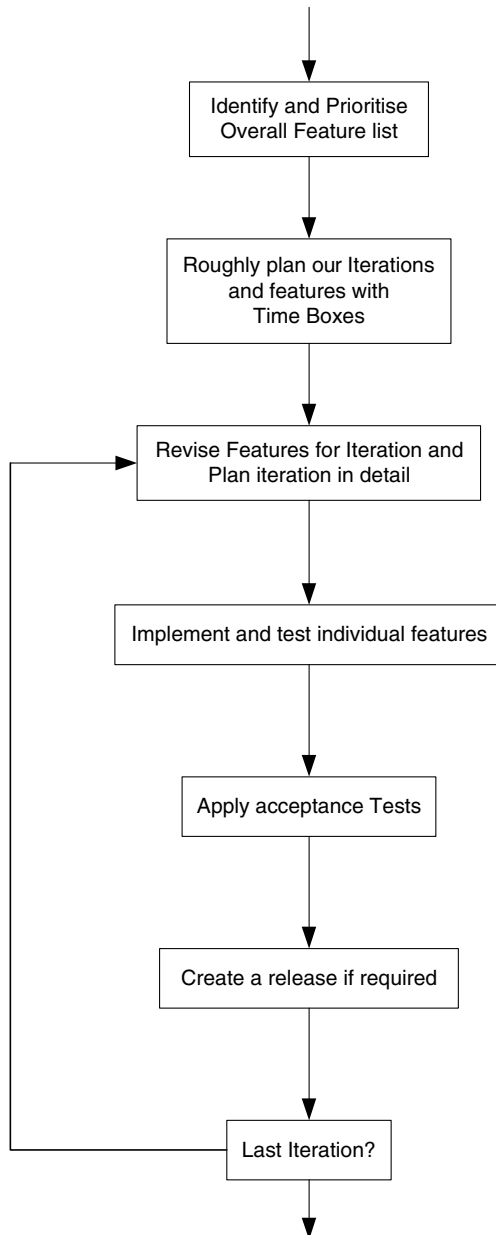 Identify and Prioritise
Overall Feature list
Roughly plan our Iterations
and features with
Time Boxes
Revise Features for Iteration and
Plan iteration in detail
Implement and test individual features
Apply acceptance Tests
Create a release if required
Last Iteration?